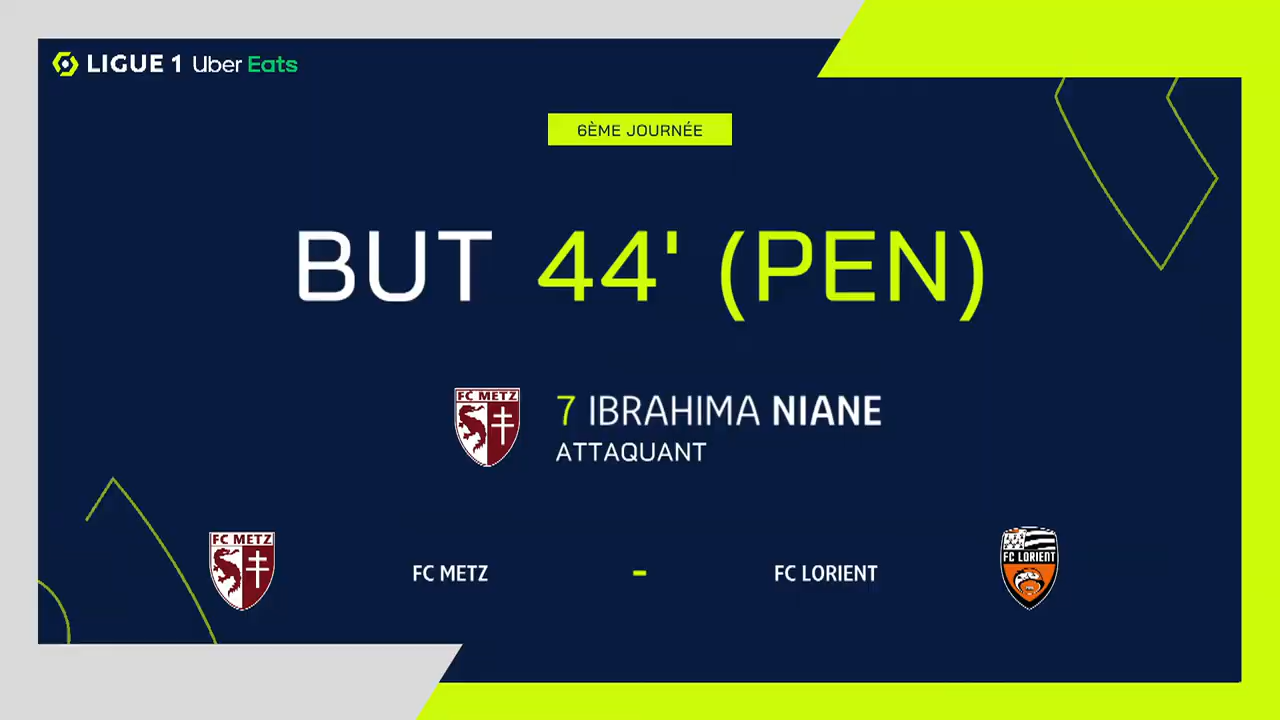 LIGUE 1 Uber Eats
6ÈME JOURNÉE
BUT 44' (PEN)
FC METZ
7 IBRAHIMA NIANE
ATTAQUANT
FC METZ
FC METZ - FC LORIENT
FC LORIENT